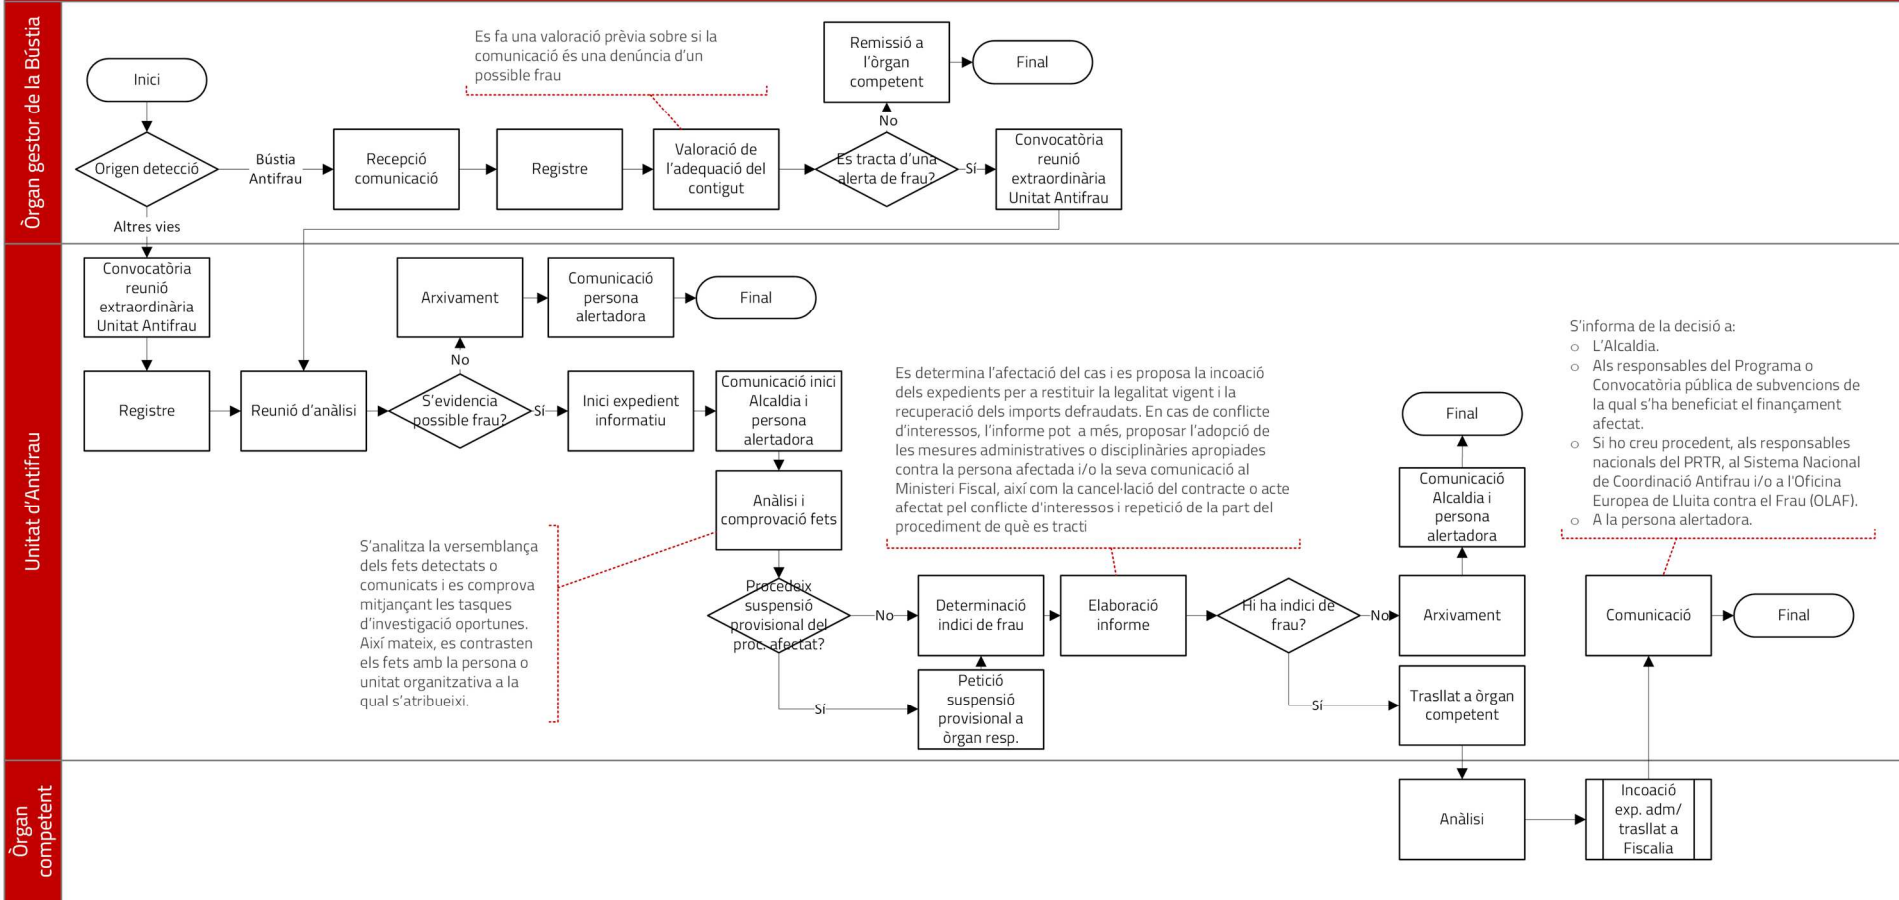 Òrgan gestor de la Bústia
Es fa una valoració prèvia sobre si la
comunicació és una denúncia d'un
possible frau
Remissió a
l'òrgan
competent
Final
Inici
No
Origen detecció
Bústia
Antifrau
Recepció
comunicació
Registre
Valoració de
l'adequació del
contigut
Es tracta d'una
alerta de frau?
Sí
Convocatòria
reunió
extraordinària
Unitat Antifrau
Altres vies
Unitat d'Antifrau
Convocatòria
reunió
extraordinària
Unitat Antifrau
Arxivament
Comunicació
persona
alertadora
Final
No
Registre
Reunió d'anàlisi
S'evidencia
possible frau?
Sí
Inici expedient
informatiu
Comunicació inici
Alcaldia i
persona
alertadora
Es determina l'afectació del cas i es proposa la incoació
dels expedients per a restituir la legalitat vigent i la
recuperació dels imports defraudats. En cas de conflicte
d'interessos, l'informe pot  a més, proposar l'adopció de
les mesures administratives o disciplinàries apropiades
contra la persona afectada i/o la seva comunicació al
Ministeri Fiscal, així com la cancel·lació del contracte o acte
afectat pel conflicte d'interessos i repetició de la part del
procediment de què es tracti
Final
Comunicació
Alcaldia i
persona
alertadora
S'informa de la decisió a:
o L'Alcaldia.
o Als responsables del Programa o
Convocatòria pública de subvencions de
la qual s'ha beneficiat el finançament
afectat.
o Si ho creu procedent, als responsables
nacionals del PRTR, al Sistema Nacional
de Coordinació Antifrau i/o a l'Oficina
Europea de Lluita contra el Frau (OLAF).
o A la persona alertadora.
Anàlisi i
comprovació fets
S'analitza la versemblança
dels fets detectats o
comunicats i es comprova
mitjançant les tasques
d'investigació oportunes.
Així mateix, es contrasten
els fets amb la persona o
unitat organitzativa a la
qual s'atribueixi.
Procedeix
suspensió
provisional del
proc. afectat?
No
Determinació
indici de frau
Elaboració
informe
Hi ha indici de
frau?
No
Arxivament
Comunicació
Final
Sí
Petició
suspensió
provisional a
òrgan resp.
Sí
Trasllat a òrgan
competent
Òrgan
competent
Anàlisi
Incoació
exp. adm/
trasllat a
Fiscalia